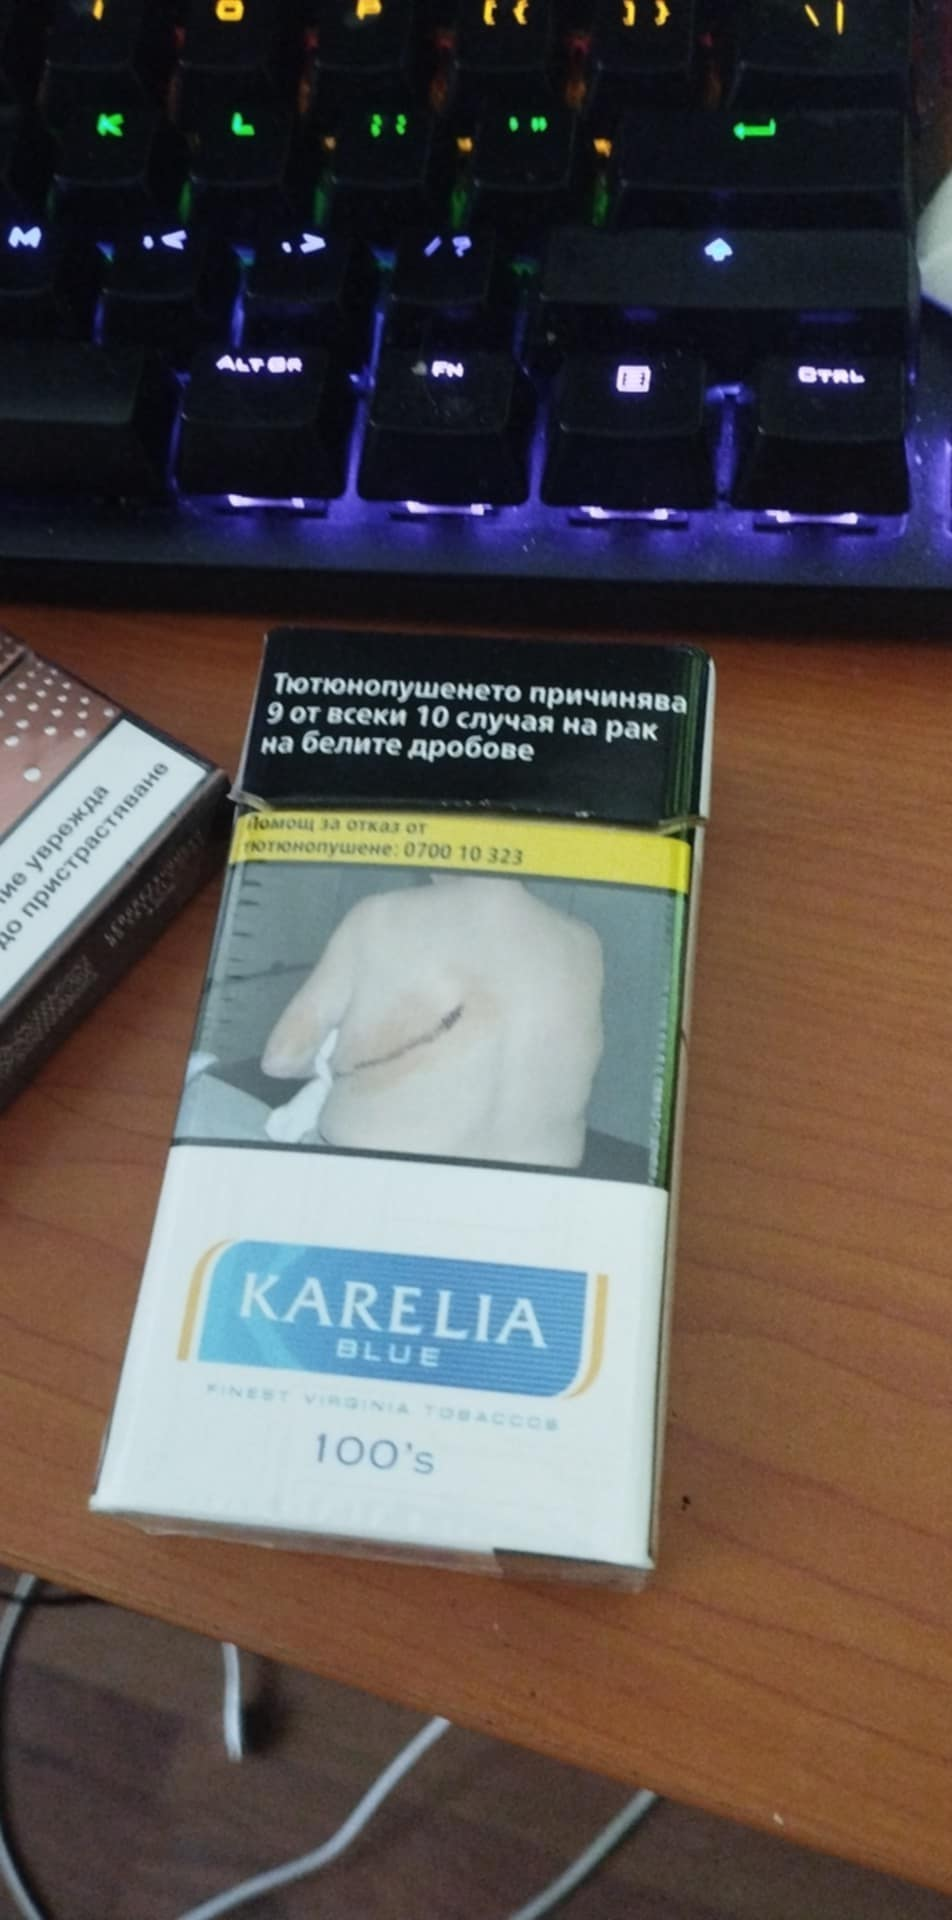 I O P [ { ] } \ |
K L ; : ' "
M , < . > / ?
ALT GR FN CTRL
Тютюнопушенето причинява
9 от всеки 10 случая на рак
на белите дробове
Помощ за отказ от
тютюнопушене: 0700 10 323
уврежда
до пристрастяване
KARELIA
BLUE
FINEST VIRGINIA TOBACCOS
100's